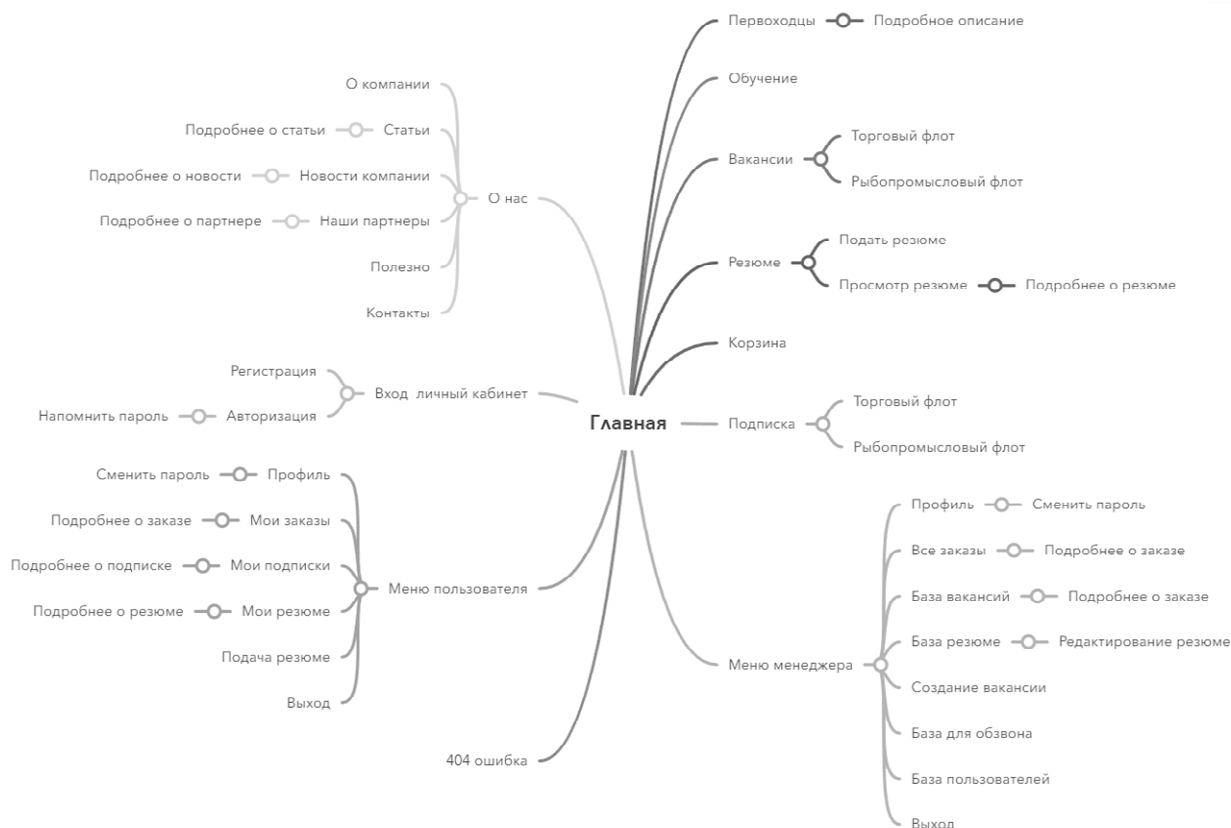 Первоходцы
Подробное описание
Обучение
Вакансии
Торговый флот
Рыбопромысловый флот
Резюме
Подать резюме
Просмотр резюме
Подробнее о резюме
Корзина
Главная
Подписка
Торговый флот
Рыбопромысловый флот
Меню менеджера
Профиль
Сменить пароль
Все заказы
Подробнее о заказе
База вакансий
Подробнее о заказе
База резюме
Редактирование резюме
Создание вакансии
База для обзвона
База пользователей
Выход
О нас
О компании
Статьи
Подробнее о статьи
Новости компании
Подробнее о новости
Наши партнеры
Подробнее о партнере
Полезно
Контакты
Вход личный кабинет
Регистрация
Авторизация
Напомнить пароль
Меню пользователя
Профиль
Сменить пароль
Мои заказы
Подробнее о заказе
Мои подписки
Подробнее о подписке
Мои резюме
Подробнее о резюме
Подача резюме
Выход
404 ошибка